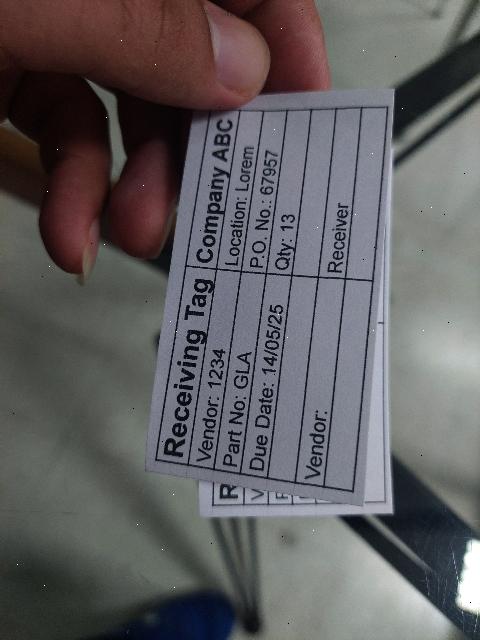 Receiving Tag Company ABC
Vendor: 1234 Location: Lorem
Part No: GLA P.O. No.: 67957
Due Date: 14/05/25 Qty: 13
Vendor: Receiver
R
V